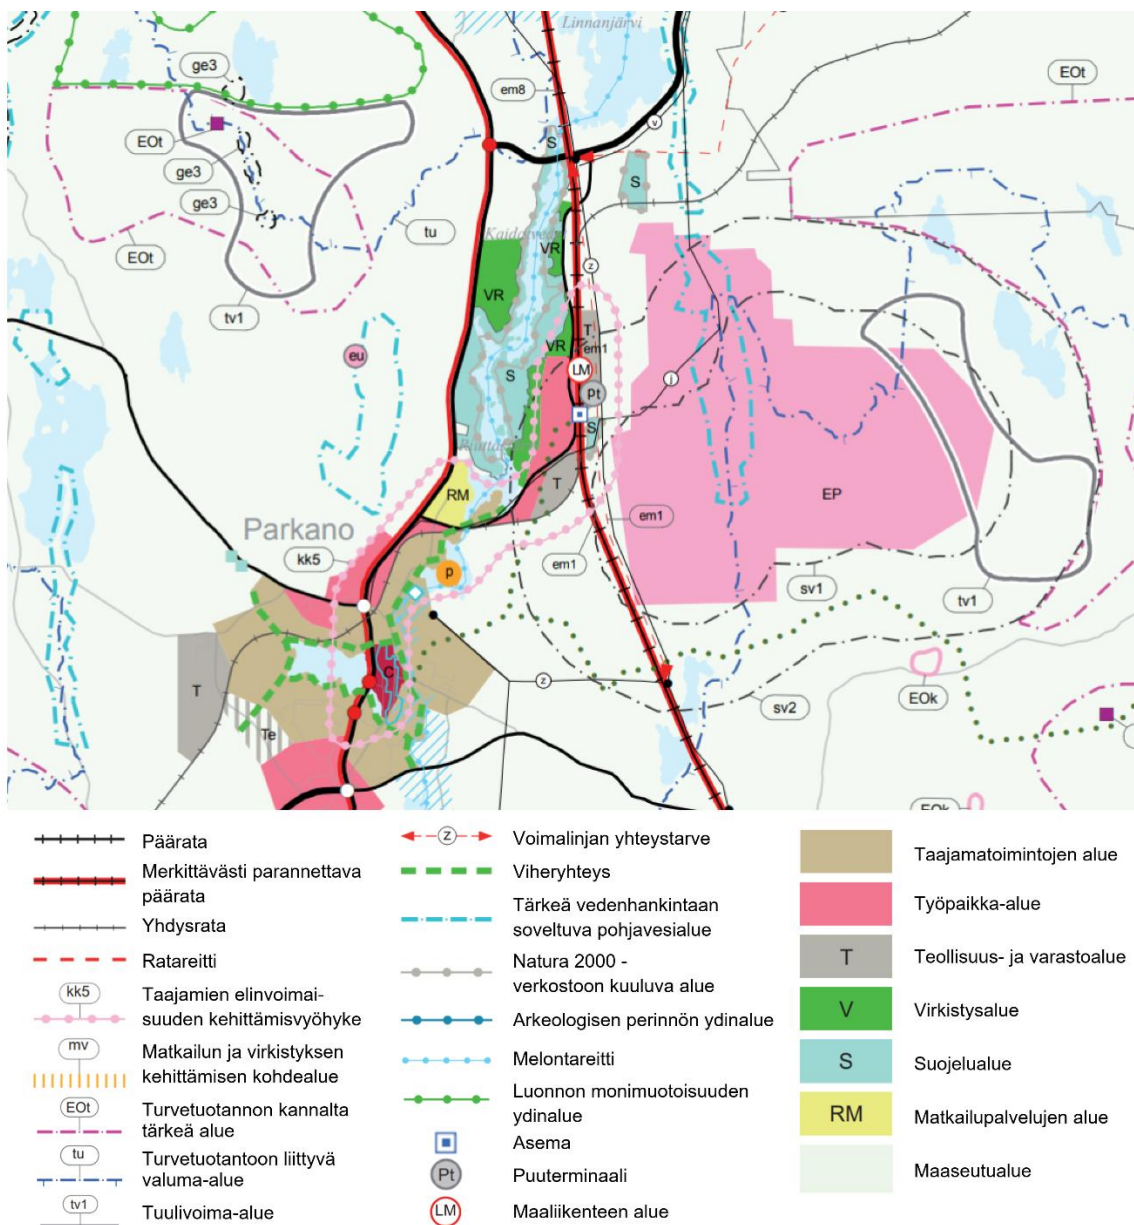 Linnanjärvi
ge3
em8
EOt
v
EOt
S
ge3
S
ge3
tu
EOt
VR
z
VR
tv1
T
eu
VR
em1
S
LM
j
Pt
S
RM
T
EP
Parkano
em1
kk5
em1
p
sv1
tv1
C
z
T
EOk
sv2
Te
Päärata
Merkittävästi parannettava
päärata
Yhdysrata
Ratareitti
kk5
Taajamien elinvoimai-
suuden kehittämisvyöhyke
mv
Matkailun ja virkistyksen
kehittämisen kohdealue
EOt
Turvetuotannon kannalta
tärkeä alue
tu
Turvetuotantoon liittyvä
valuma-alue
tv1
Tuulivoima-alue
z
Voimalinjan yhteystarve
Viheryhteys
Tärkeä vedenhankintaan
soveltuva pohjavesialue
Natura 2000 -
verkostoon kuuluva alue
Arkeologisen perinnön ydinalue
Melontareitti
Luonnon monimuotoisuuden
ydinalue
Asema
Pt
Puuterminaali
LM
Maaliikenteen alue
Taajamatoimintojen alue
Työpaikka-alue
T
Teollisuus- ja varastoalue
V
Virkistysalue
S
Suojelualue
RM
Matkailupalvelujen alue
Maaseutualue